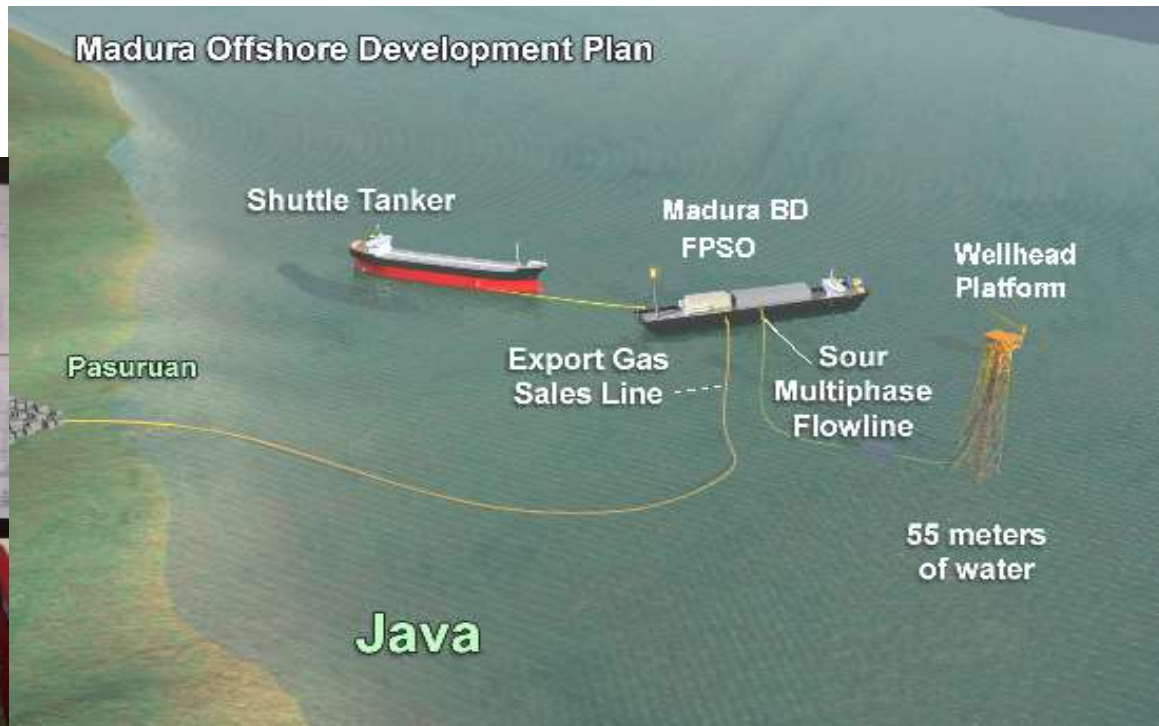 Madura Offshore Development Plan
Shuttle Tanker
Madura BD
FPSO
Wellhead
Platform
Pasuruan
Export Gas
Sales Line
Sour
Multiphase
Flowline
55 meters
of water
Java